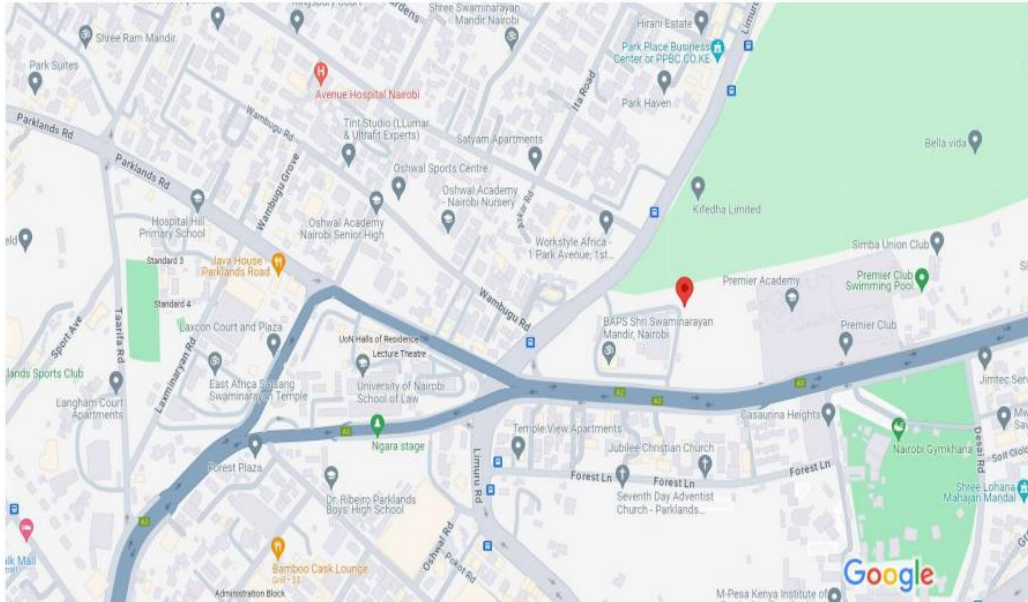 Gardens
Shree Swaminarayan
Mandir Nairobi
Limuru
Shree Ram Mandir
Hirani Estate
Park Place Business
Center or PPBC.CO.KE
Park Suites
Avenue Hospital Nairobi
Ita Road
Park Haven
Parklands Rd
Wambugu Rd
Tint Studio (LLumar
& Ultrafit Experts)
Satyam Apartments
Bella vida
Parklands Rd
Wambugu Grove
Oshwal Sports Centre
Oshwal Academy
- Nairobi Nursery
Kifedha Limited
Hospital Hill
Primary School
Oshwal Academy
Nairobi Senior High
Workstyle Africa -
1 Park Avenue, 1st...
Simba Union Club
Standard 3
Java House
Parklands Road
Premier Academy
Premier Club
Swimming Pool
Standard 4
Wambugu Rd
Taarifa Rd
Sport Ave
Laxcon Court and Plaza
UoN Halls of Residence
Lecture Theatre
BAPS Shri Swaminarayan
Mandir, Nairobi
Premier Club
Laxminarayan Rd
East Africa Satsang
Swaminarayan Temple
University of Nairobi
School of Law
lands Sports Club
Langham Court
Apartments
A2
A2
Jimtec Serv
Casaurina Heights
Ngara stage
A2
Temple View Apartments
Jubilee Christian Church
Nairobi Gymkhana
Desai Rd
Forest Plaza
Limuru Rd
Forest Ln
Forest Ln
Forest Ln
Dr. Ribeiro Parklands
Boys' High School
Seventh Day Adventist
Church - Parklands...
Shree Lohana
Mahajan Mandal
A2
Oshwal Rd
Pokot Rd
alk Mall
Bamboo Cask Lounge
Grill · $$
Administration Block
Google
M-Pesa Kenya Institute of